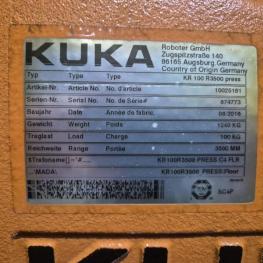 KUKA
Roboter GmbH
Zugspitzstraße 140
86165 Augsburg, Germany
Country of Origin Germany
Typ Type Type KR 100 R3500 press
Artikel-Nr. Article No. No. d'article 10025161
Serien-Nr. Serial No. No de Série# 874773
Baujahr Date Année de fabric. 08.2016
Gewicht Weight Poids 1240 KG
Traglast Load Charge 100 KG
Reichweite Range Portée 3500 MM
$Trafoname[]="#..... KR100R3500 PRESS C4 FLR
...\MADA\ KR100R3500 PRESS\Floor
KU